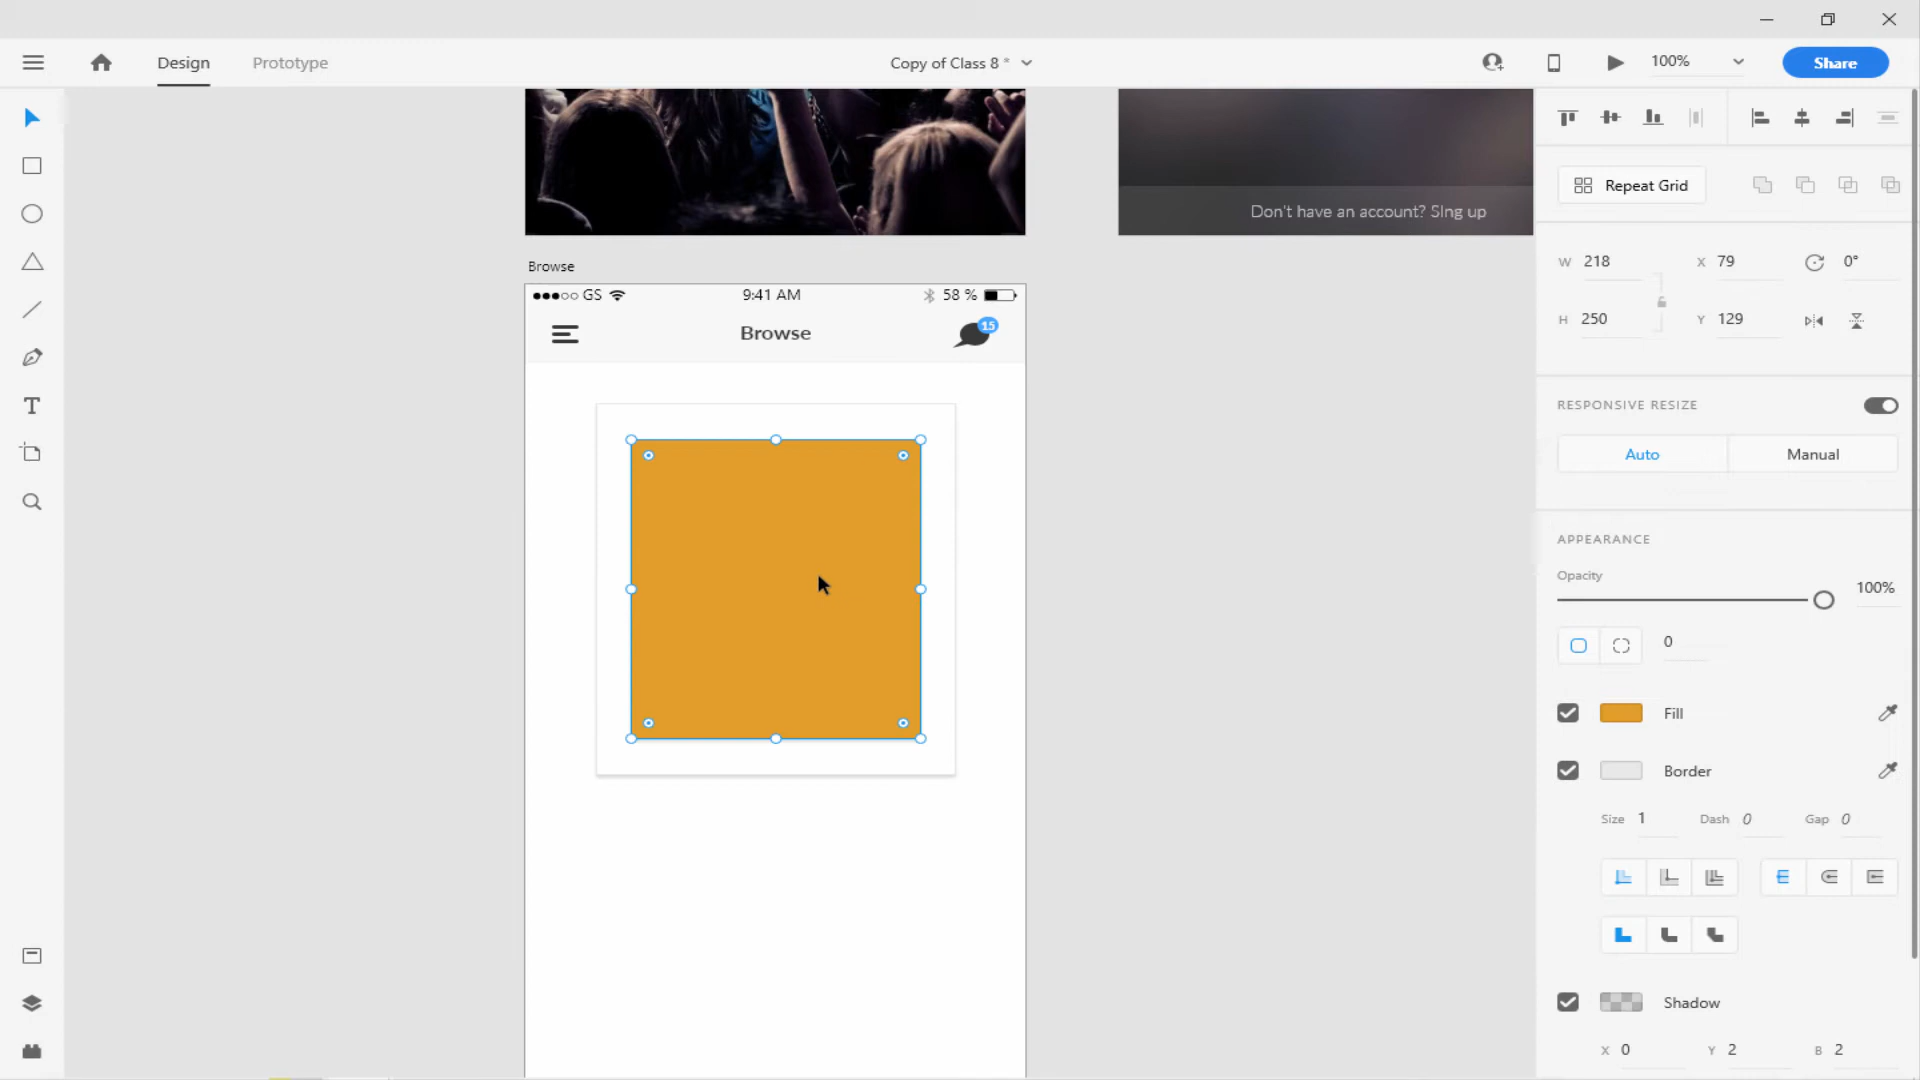 Design
Prototype
Copy of Class 8 *
100%
Share
Don't have an account? SIng up
Repeat Grid
W 218
X 79
0°
H 250
Y 129
Browse
GS
9:41 AM
58 %
Browse
15
RESPONSIVE RESIZE
Auto
Manual
APPEARANCE
Opacity
100%
0
Fill
Border
Size 1
Dash 0
Gap 0
Shadow
X 0
Y 2
B 2